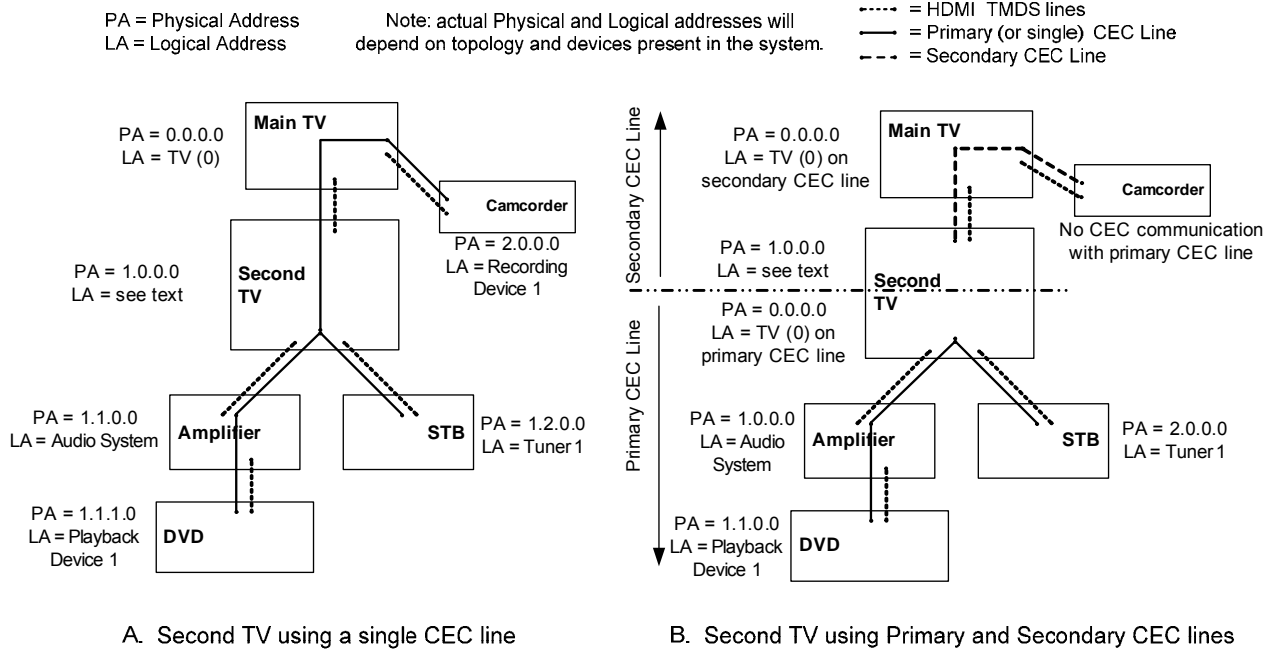 PA = Physical Address
LA = Logical Address
Note: actual Physical and Logical addresses will
depend on topology and devices present in the system.
= HDMI TMDS lines
= Primary (or single) CEC Line
= Secondary CEC Line
Main TV
PA = 0.0.0.0
LA = TV (0)
Camcorder
PA = 2.0.0.0
LA = Recording
Device 1
PA = 1.0.0.0
LA = see text
Second
TV
PA = 1.1.0.0
LA = Audio System
Amplifier
STB
PA = 1.2.0.0
LA = Tuner 1
PA = 1.1.1.0
LA = Playback
Device 1
DVD
A. Second TV using a single CEC line
Secondary CEC Line
Primary CEC Line
Main TV
PA = 0.0.0.0
LA = TV (0) on
secondary CEC line
Camcorder
No CEC communication
with primary CEC line
PA = 1.0.0.0
LA = see text
Second
TV
PA = 0.0.0.0
LA = TV (0) on
primary CEC line
PA = 1.0.0.0
LA = Audio
System
Amplifier
STB
PA = 2.0.0.0
LA = Tuner 1
PA = 1.1.0.0
LA = Playback
Device 1
DVD
B. Second TV using Primary and Secondary CEC lines